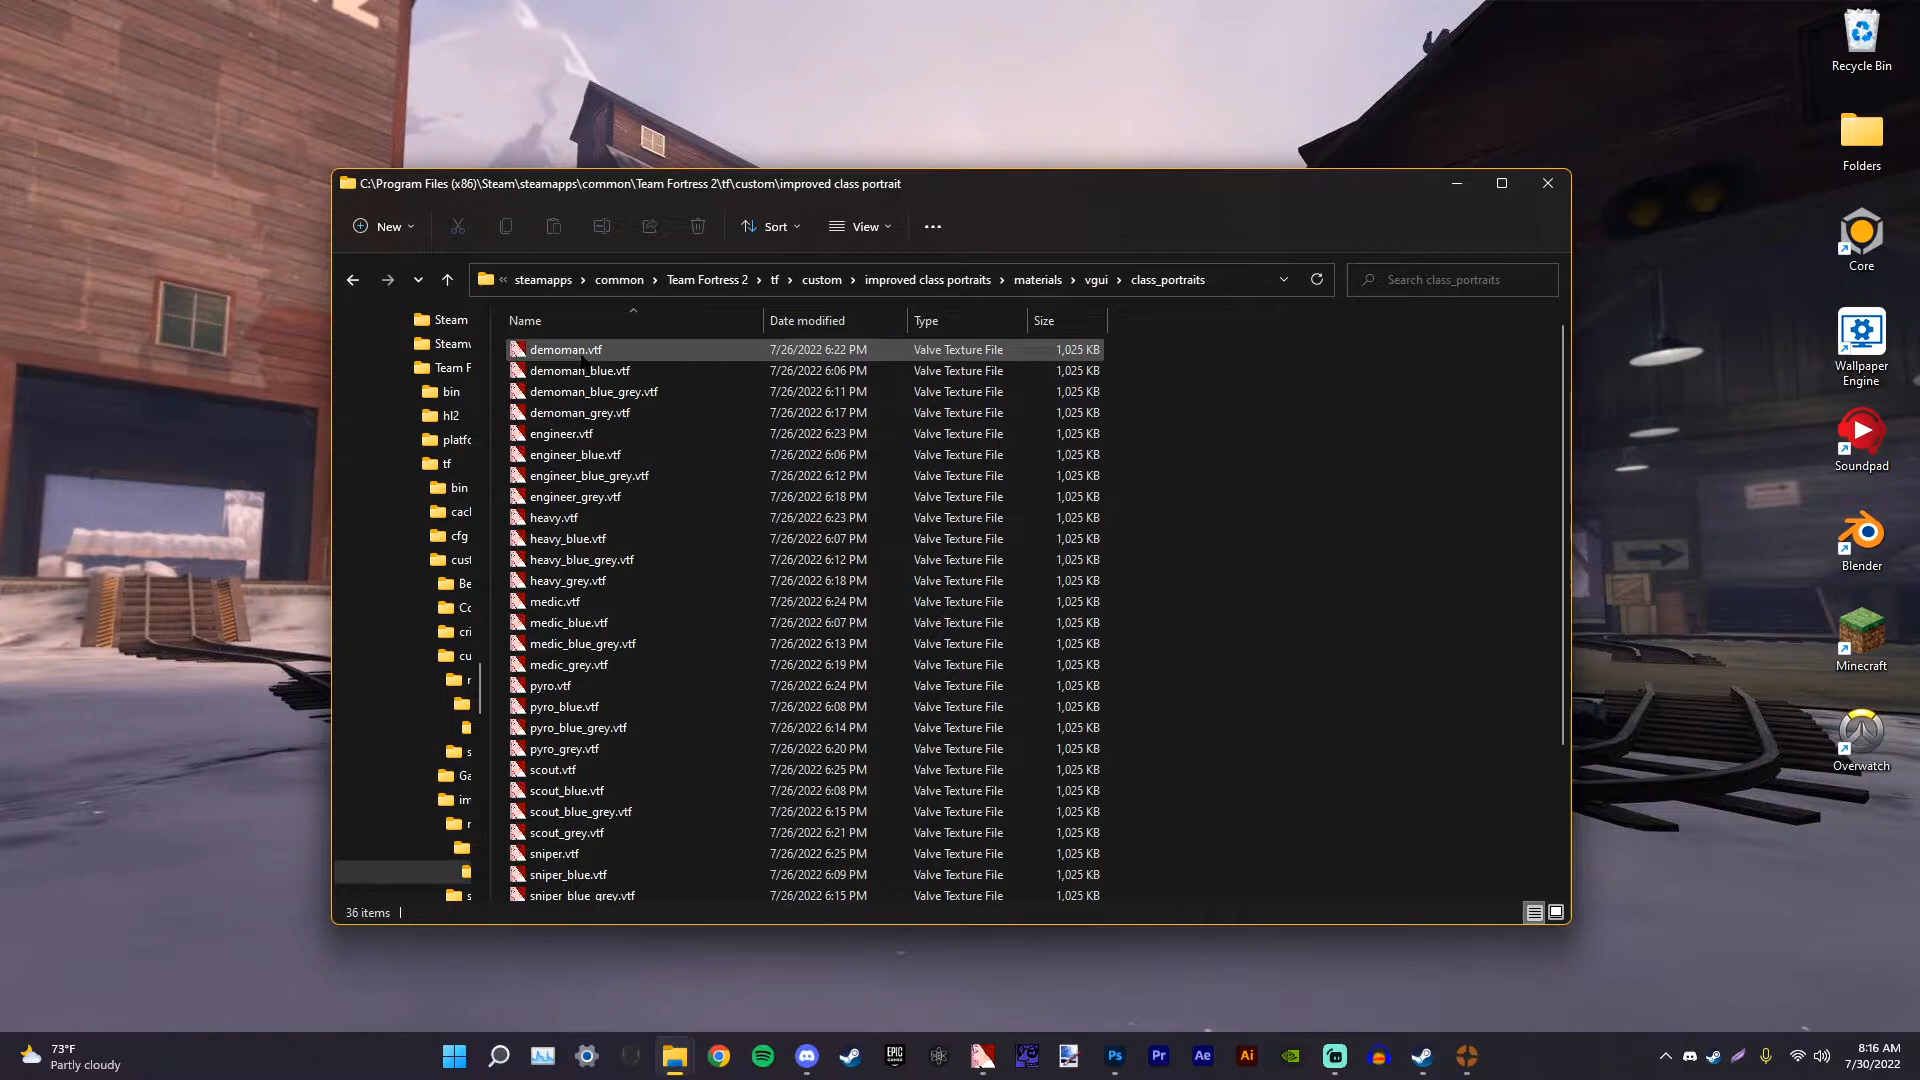 Recycle Bin
Folders
Core
Wallpaper
Engine
Soundpad
Blender
Minecraft
Overwatch
C:\Program Files (x86)\Steam\steamapps\common\Team Fortress 2\tf\custom\improved class portrait
New
Sort
View
« steamapps > common > Team Fortress 2 > tf > custom > improved class portraits > materials > vgui > class_portraits
Search class_portraits
Steam
Steamv
Team F
bin
hl2
platfc
tf
bin
cacl
cfg
cust
Be
Cc
cri
cu
r
s
Ga
im
r
s
Name Date modified Type Size
demoman.vtf 7/26/2022 6:22 PM Valve Texture File 1,025 KB
demoman_blue.vtf 7/26/2022 6:06 PM Valve Texture File 1,025 KB
demoman_blue_grey.vtf 7/26/2022 6:11 PM Valve Texture File 1,025 KB
demoman_grey.vtf 7/26/2022 6:17 PM Valve Texture File 1,025 KB
engineer.vtf 7/26/2022 6:23 PM Valve Texture File 1,025 KB
engineer_blue.vtf 7/26/2022 6:06 PM Valve Texture File 1,025 KB
engineer_blue_grey.vtf 7/26/2022 6:12 PM Valve Texture File 1,025 KB
engineer_grey.vtf 7/26/2022 6:18 PM Valve Texture File 1,025 KB
heavy.vtf 7/26/2022 6:23 PM Valve Texture File 1,025 KB
heavy_blue.vtf 7/26/2022 6:07 PM Valve Texture File 1,025 KB
heavy_blue_grey.vtf 7/26/2022 6:12 PM Valve Texture File 1,025 KB
heavy_grey.vtf 7/26/2022 6:18 PM Valve Texture File 1,025 KB
medic.vtf 7/26/2022 6:24 PM Valve Texture File 1,025 KB
medic_blue.vtf 7/26/2022 6:07 PM Valve Texture File 1,025 KB
medic_blue_grey.vtf 7/26/2022 6:13 PM Valve Texture File 1,025 KB
medic_grey.vtf 7/26/2022 6:19 PM Valve Texture File 1,025 KB
pyro.vtf 7/26/2022 6:24 PM Valve Texture File 1,025 KB
pyro_blue.vtf 7/26/2022 6:08 PM Valve Texture File 1,025 KB
pyro_blue_grey.vtf 7/26/2022 6:14 PM Valve Texture File 1,025 KB
pyro_grey.vtf 7/26/2022 6:20 PM Valve Texture File 1,025 KB
scout.vtf 7/26/2022 6:25 PM Valve Texture File 1,025 KB
scout_blue.vtf 7/26/2022 6:08 PM Valve Texture File 1,025 KB
scout_blue_grey.vtf 7/26/2022 6:15 PM Valve Texture File 1,025 KB
scout_grey.vtf 7/26/2022 6:21 PM Valve Texture File 1,025 KB
sniper.vtf 7/26/2022 6:25 PM Valve Texture File 1,025 KB
sniper_blue.vtf 7/26/2022 6:09 PM Valve Texture File 1,025 KB
sniper_blue_grey.vtf 7/26/2022 6:15 PM Valve Texture File 1,025 KB
36 items
73°F
Partly cloudy
EPIC
GAMES
Ps
Pr
Ae
Ai
8:16 AM
7/30/2022